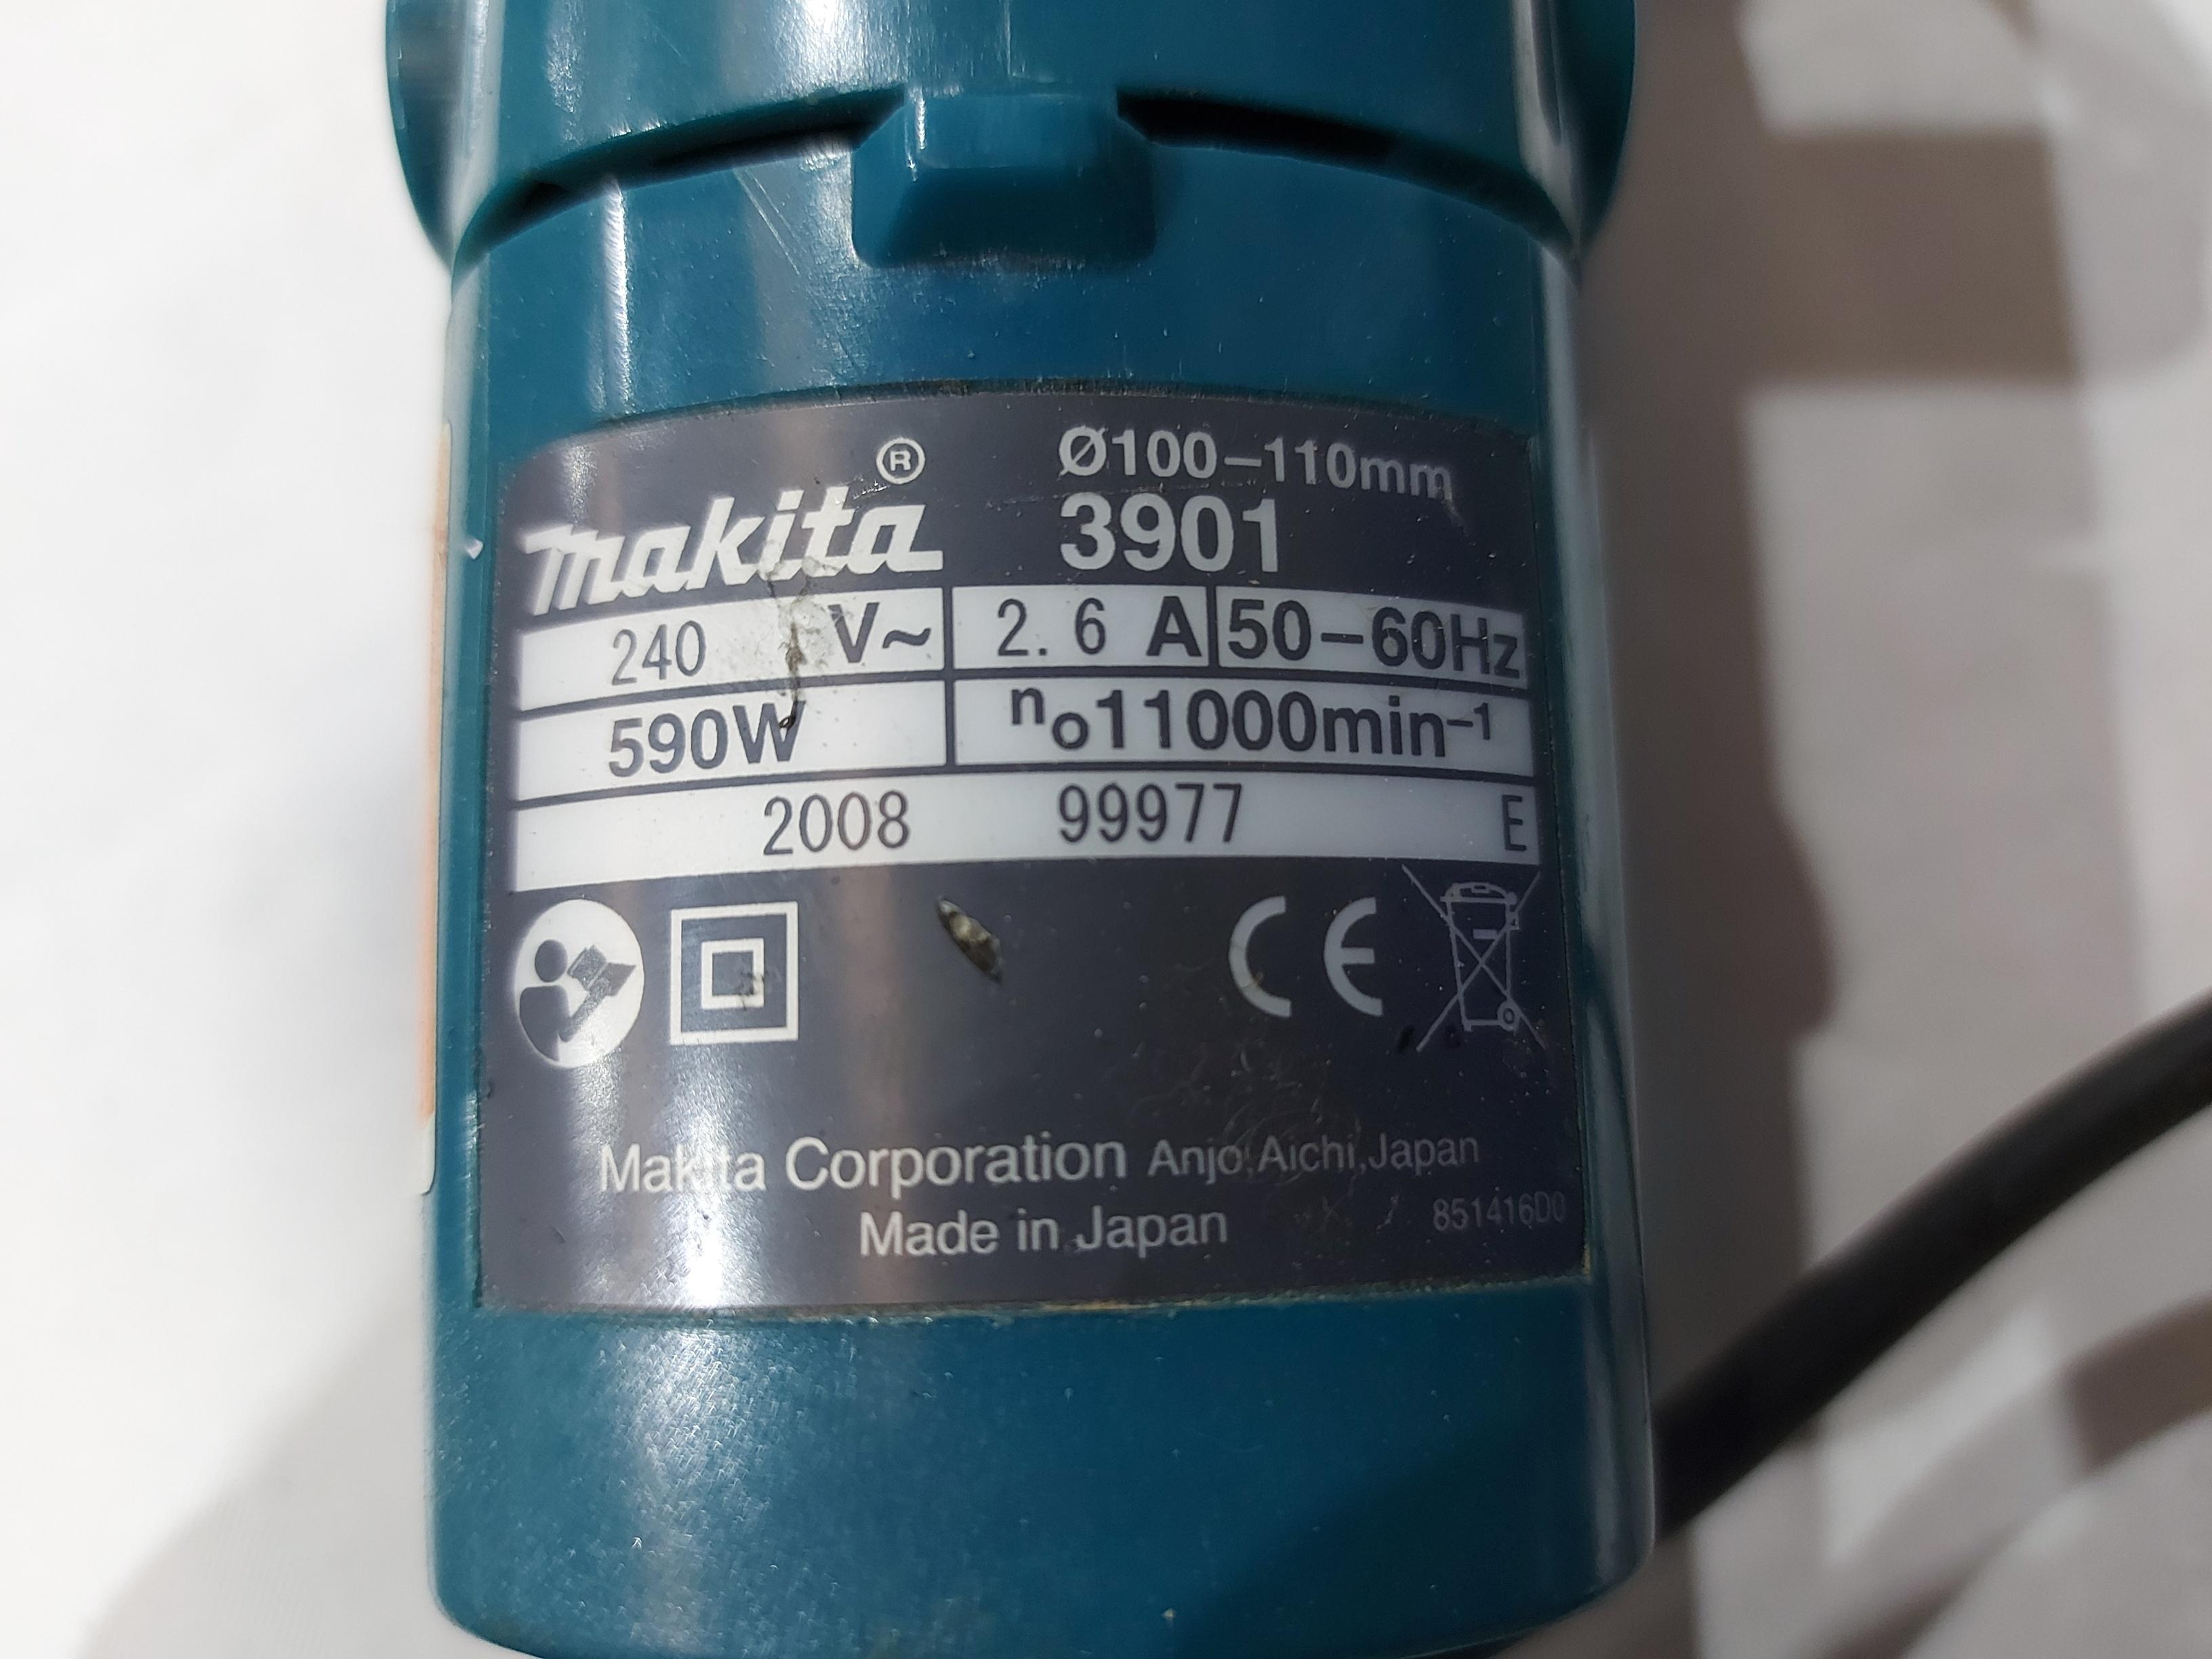 makita®
Ø100–110mm
3901
240 V~ 2.6 A 50–60Hz
590W no11000min–1
2008 99977 E
CE
Makita Corporation Anjo,Aichi,Japan
Made in Japan
851416D0